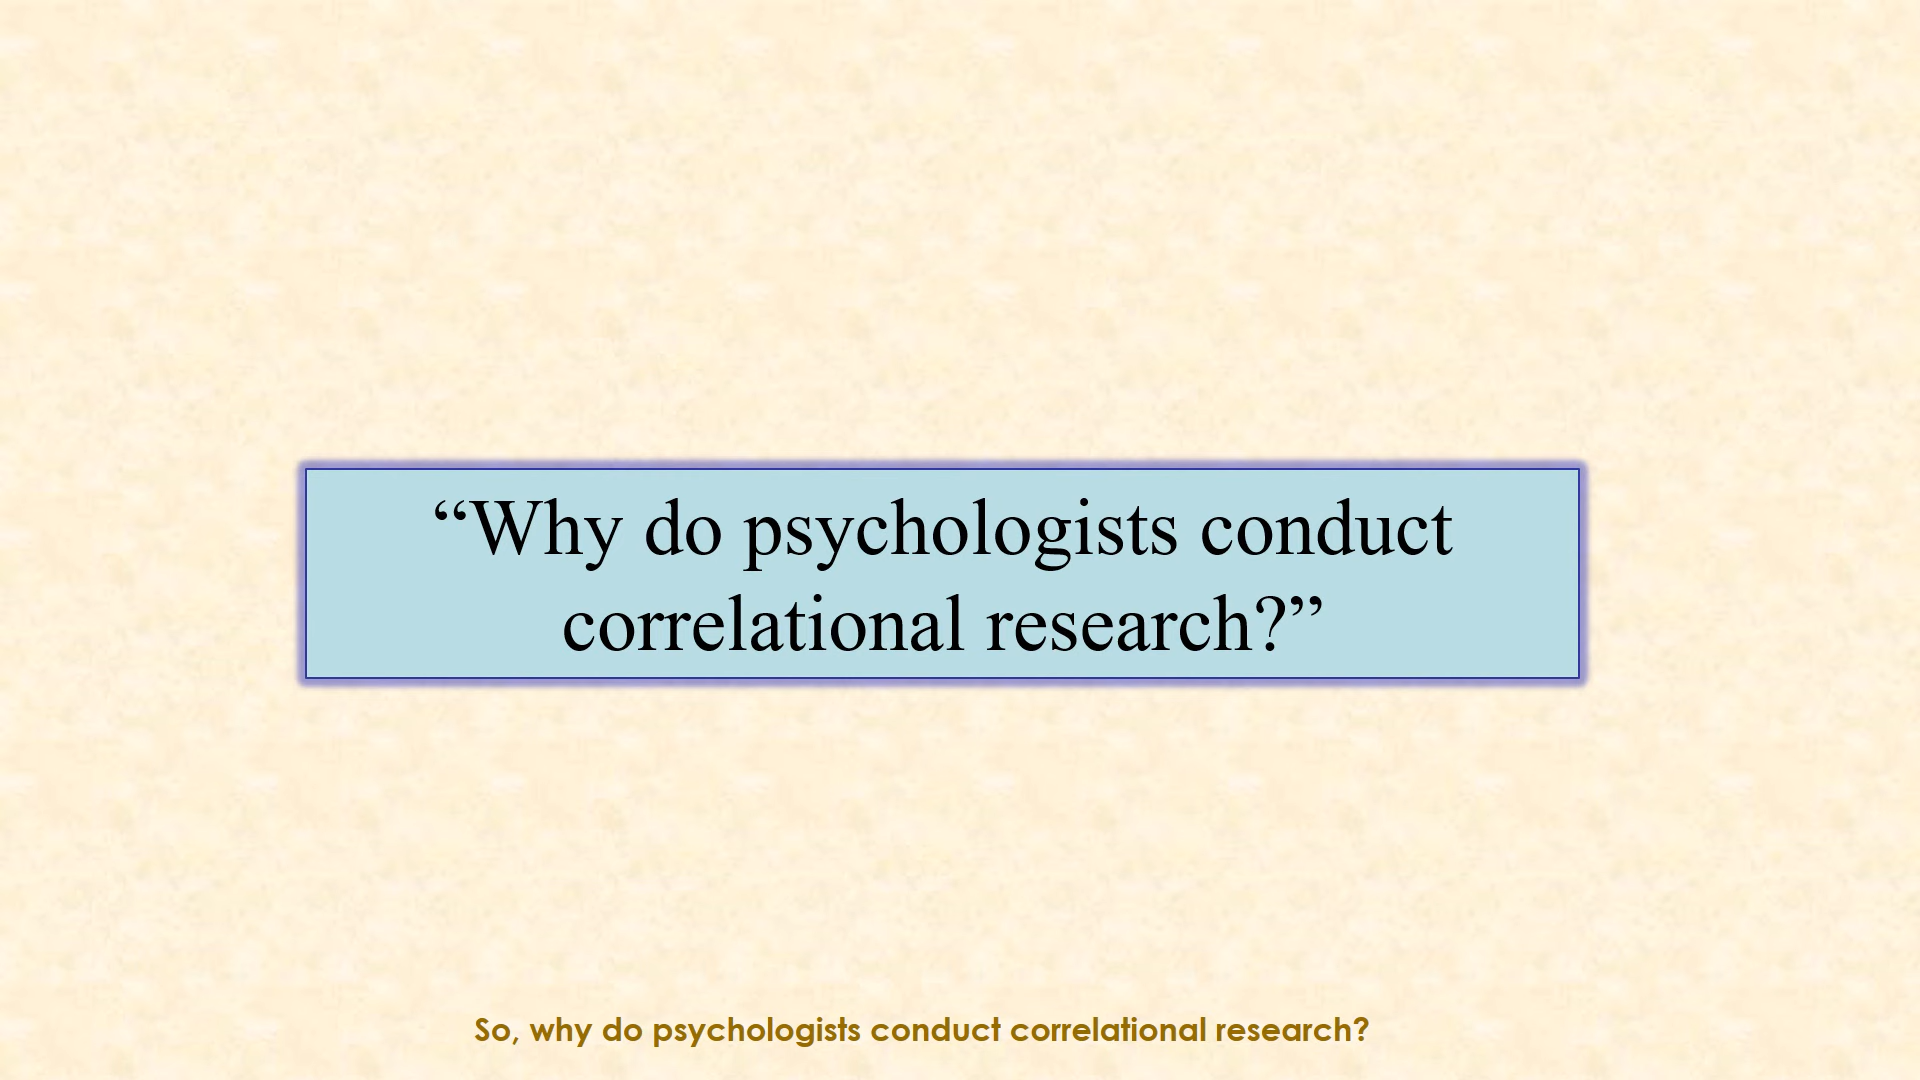 “Why do psychologists conduct
correlational research?”
So, why do psychologists conduct correlational research?